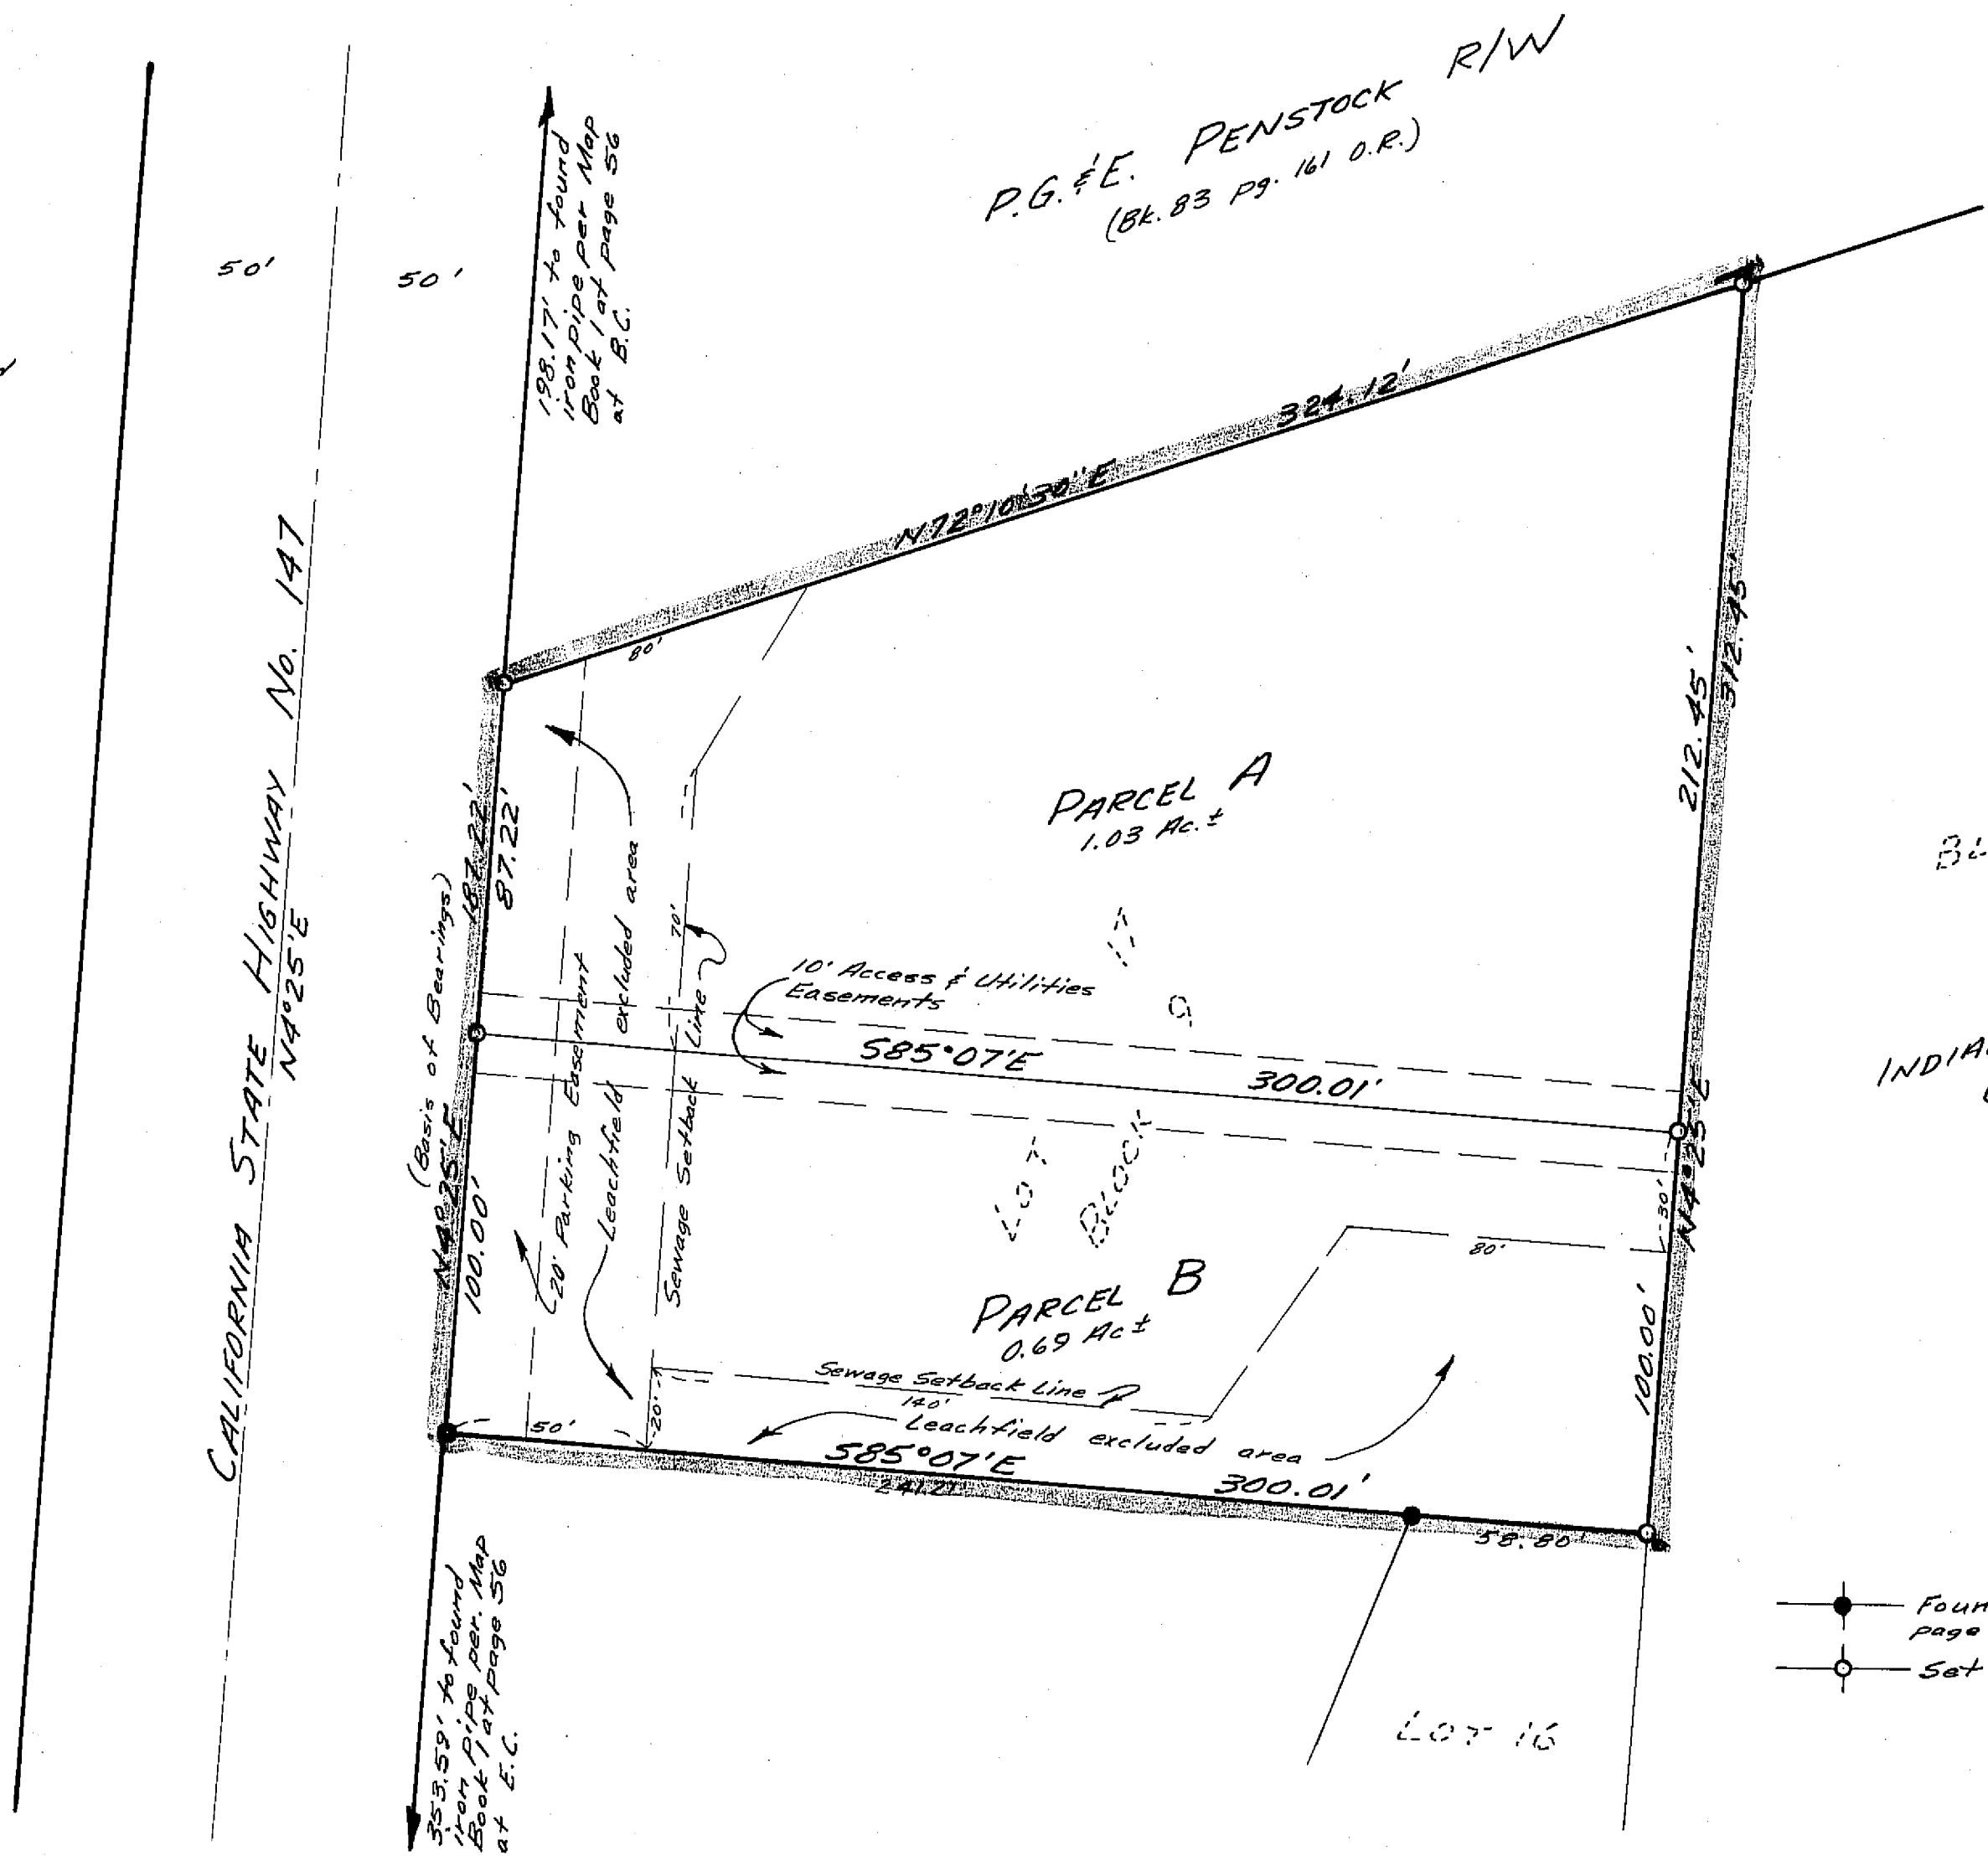 P.G.&E. PENSTOCK R/W
(Bk. 83 Pg. 161 O.R.)
50'
50'
198.17' to found
iron pipe per Map
Book 1 at page 56
at B.C.
CALIFORNIA STATE HIGHWAY No. 147
N4°25'E
N72°10'30"E
324.12'
80'
187.22'
87.22'
(Basis of Bearings)
N4°25'E
100.00'
20' Parking Easement
Leachfield excluded area
Sewage Setback Line
70'
PARCEL A
1.03 Ac.±
212.45'
312.45'
10' Access & Utilities
Easements
S85°07'E
300.01'
LOT 17
BLOCK 9
N4°25'E
30'
80'
100.00'
PARCEL B
0.69 Ac±
Sewage Setback Line
140'
Leachfield excluded area
50'
20'
S85°07'E
300.01'
241.21
58.80'
353.59' to found
iron pipe per. Map
Book 1 at page 56
at E.C.
LOT 16
BL
INDIA
Foun
page
Set